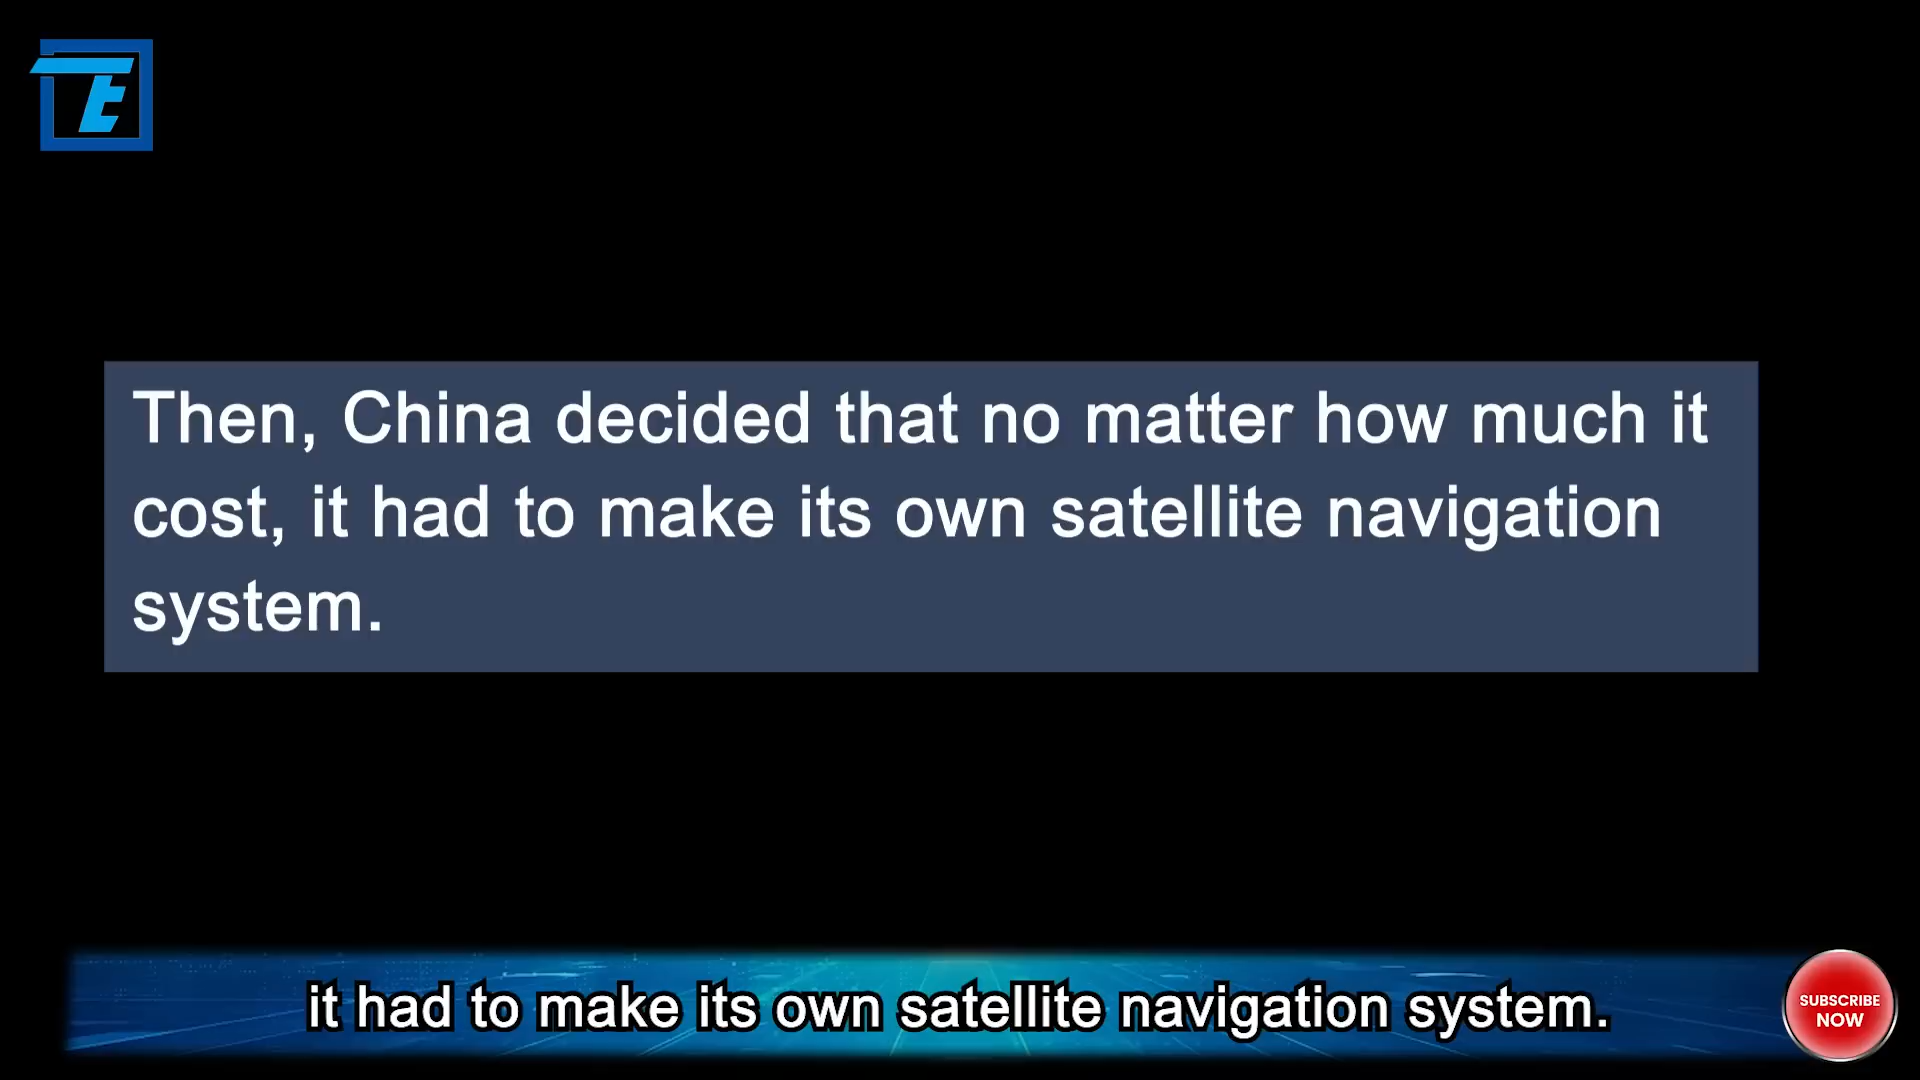 TE
Then, China decided that no matter how much it
cost, it had to make its own satellite navigation
system.
it had to make its own satellite navigation system.
SUBSCRIBE
NOW